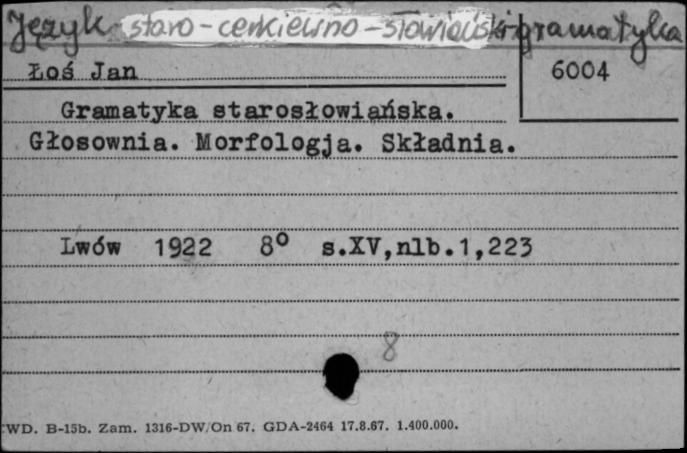 Język staro-cerkiewno-słowiański-gramatyka
Łoś Jan
6004
Gramatyka starosłowiańska.
Głosownia. Morfologja. Składnia.
Lwów 1922 8° s.XV,nlb.1,223
8
WD. B-15b. Zam. 1316-DW/On 67. GDA-2464 17.8.67. 1.400.000.